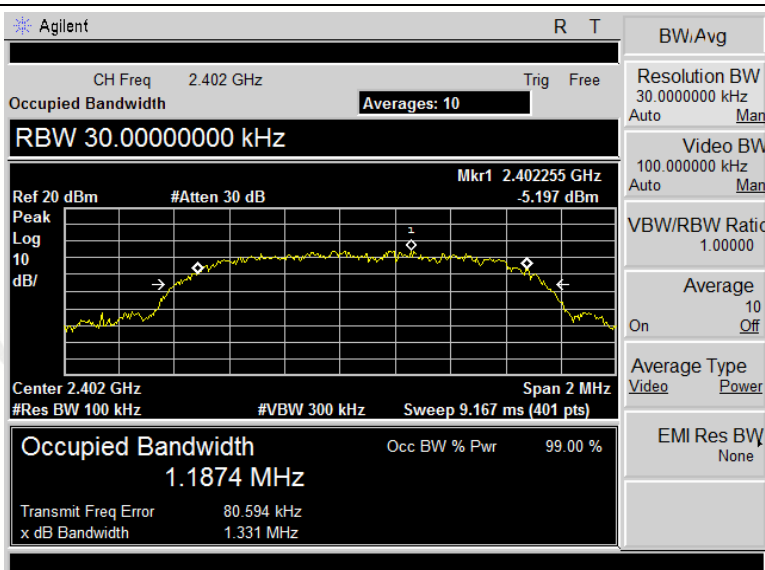 Agilent R T
CH Freq 2.402 GHz Trig Free
Occupied Bandwidth Averages: 10
RBW 30.00000000 kHz
Mkr1 2.402255 GHz
Ref 20 dBm #Atten 30 dB -5.197 dBm
Peak
Log
10
dB/
1
Center 2.402 GHz Span 2 MHz
#Res BW 100 kHz #VBW 300 kHz Sweep 9.167 ms (401 pts)
Occupied Bandwidth Occ BW % Pwr 99.00 %
1.1874 MHz
Transmit Freq Error 80.594 kHz
x dB Bandwidth 1.331 MHz
BW/Avg
Resolution BW
30.0000000 kHz
Auto Man
Video BW
100.000000 kHz
Auto Man
VBW/RBW Ratio
1.00000
Average
10
On Off
Average Type
Video Power
EMI Res BW
None